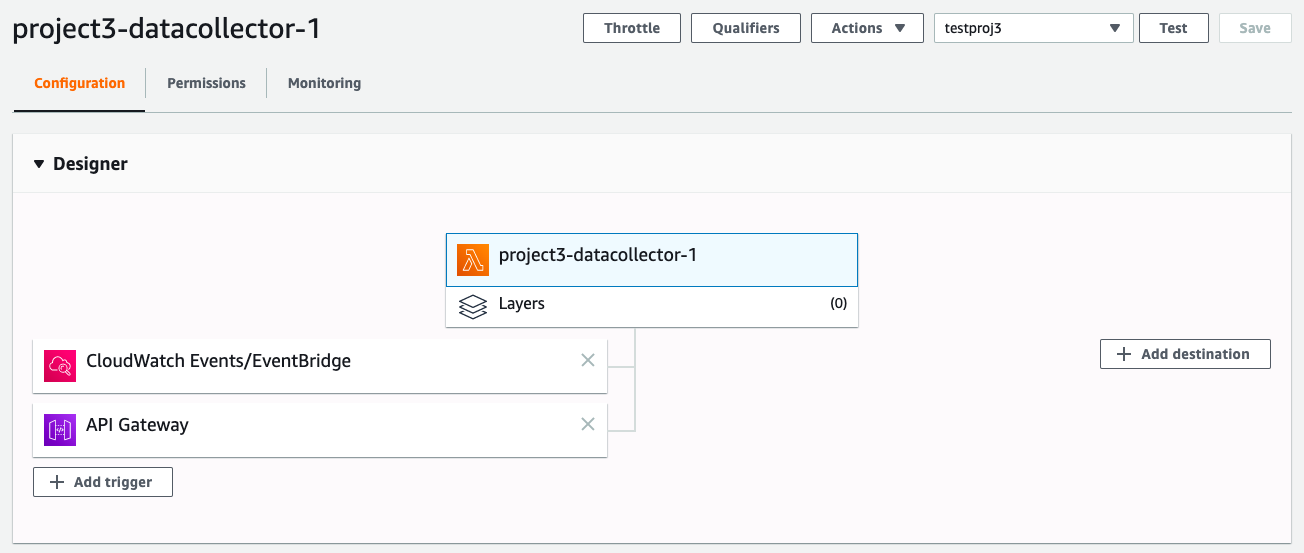 project3-datacollector-1
Throttle
Qualifiers
Actions
testproj3
Test
Save
Configuration
Permissions
Monitoring
Designer
project3-datacollector-1
Layers
(0)
CloudWatch Events/EventBridge
Add destination
API Gateway
Add trigger